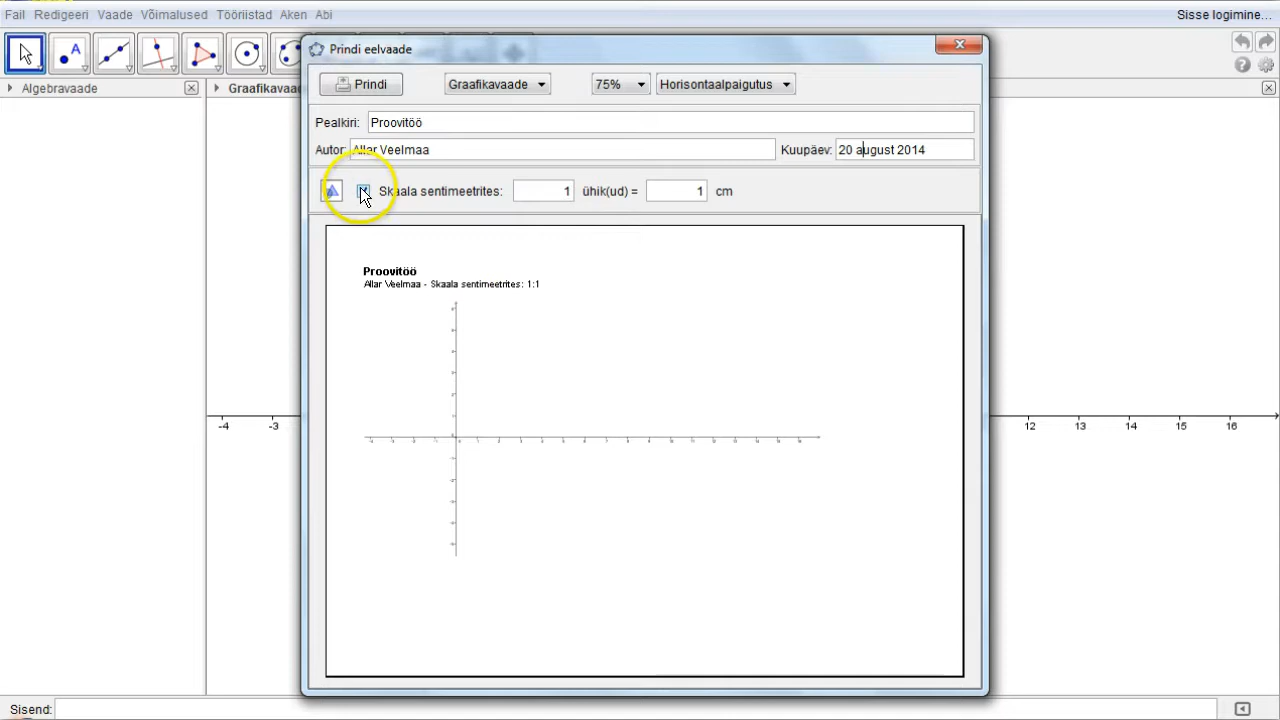 Fail Redigeeri Vaade Võimalused Tööriistad Aken Abi Sisse logimine...
Prindi eelvaade
Algebravaade
Graafikavaade
Prindi Graafikavaade 75% Horisontaalpaigutus
Pealkiri: Proovitöö
Autor: Allar Veelmaa Kuupäev: 20 august 2014
Skaala sentimeetrites: 1 ühik(ud) = 1 cm
Proovitöö
Allar Veelmaa - Skaala sentimeetrites: 1:1
-4 -3 12 13 14 15 16
Sisend: